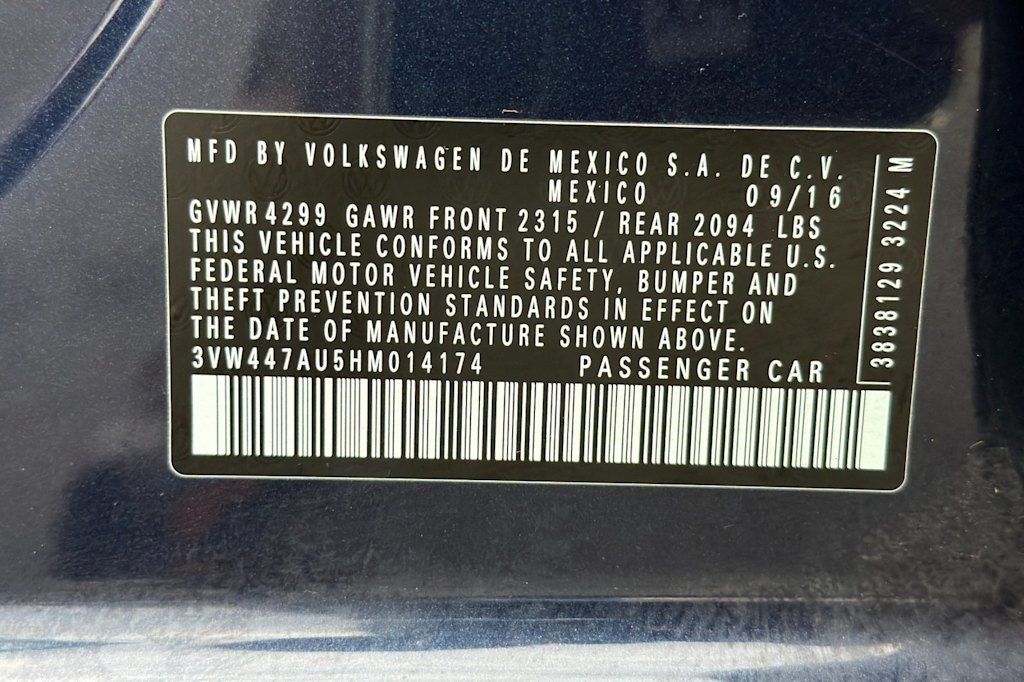 MFD BY VOLKSWAGEN DE MEXICO S.A. DE C.V.
MEXICO 09/16
GVWR 4299 GAWR FRONT 2315 / REAR 2094 LBS
THIS VEHICLE CONFORMS TO ALL APPLICABLE U.S.
FEDERAL MOTOR VEHICLE SAFETY, BUMPER AND
THEFT PREVENTION STANDARDS IN EFFECT ON
THE DATE OF MANUFACTURE SHOWN ABOVE.
3VW447AU5HM014174 PASSENGER CAR
3838129 3224 M